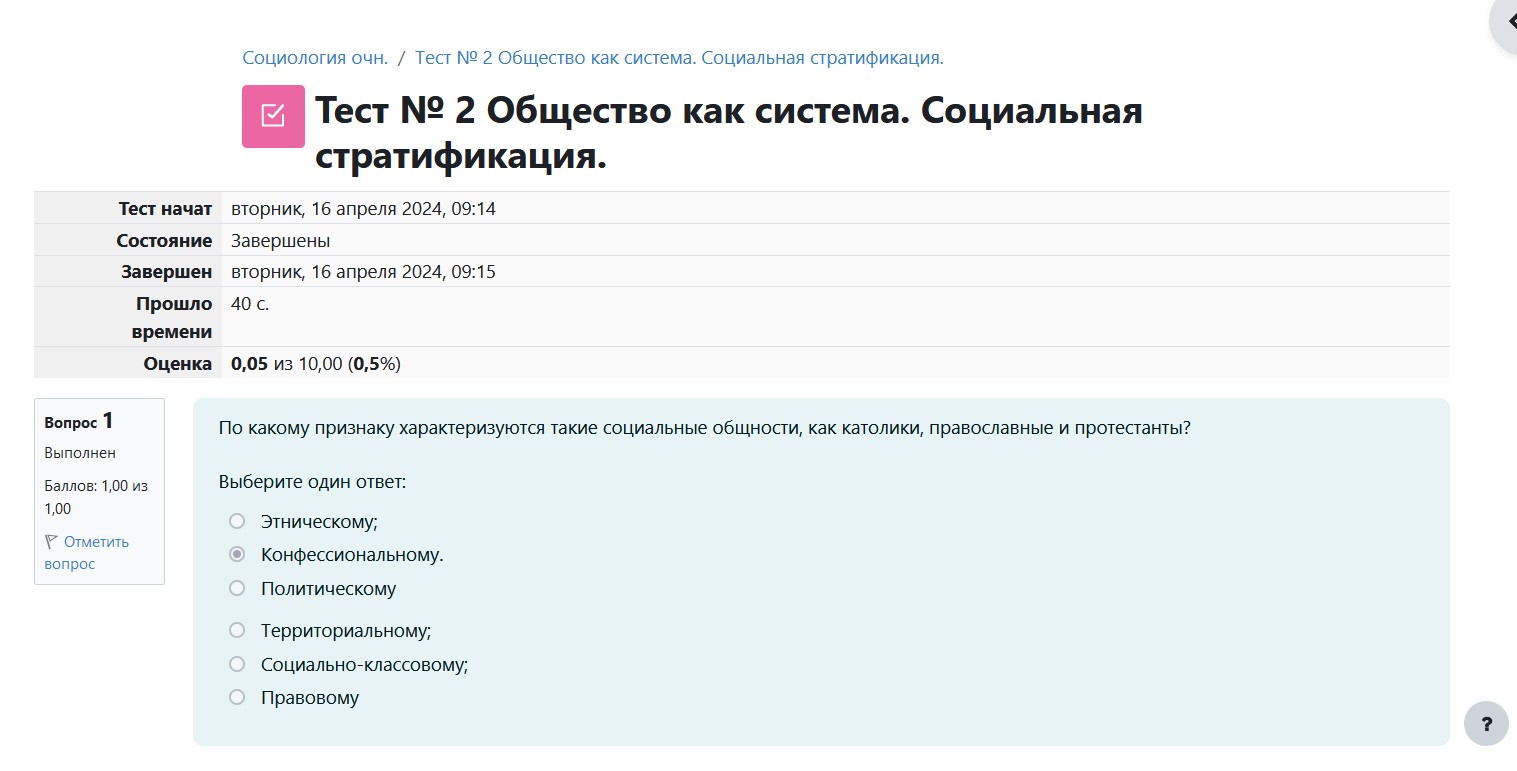 Социология очн. / Тест № 2 Общество как система. Социальная стратификация.
Тест № 2 Общество как система. Социальная
стратификация.
Тест начат вторник, 16 апреля 2024, 09:14
Состояние Завершены
Завершен вторник, 16 апреля 2024, 09:15
Прошло 40 с.
времени
Оценка 0,05 из 10,00 (0,5%)
Вопрос 1
Выполнен
Баллов: 1,00 из
1,00
Отметить
вопрос
По какому признаку характеризуются такие социальные общности, как католики, православные и протестанты?
Выберите один ответ:
Этническому;
Конфессиональному.
Политическому
Территориальному;
Социально-классовому;
Правовому
?